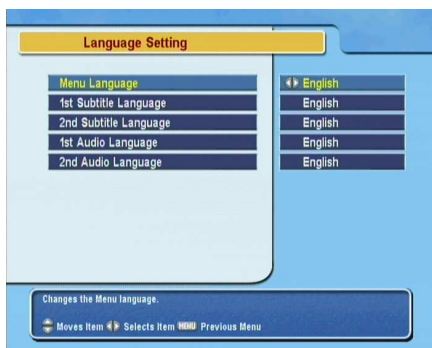 Language Setting
Menu Language English
1st Subtitle Language English
2nd Subtitle Language English
1st Audio Language English
2nd Audio Language English
Changes the Menu language.
Moves Item Selects Item MENU Previous Menu